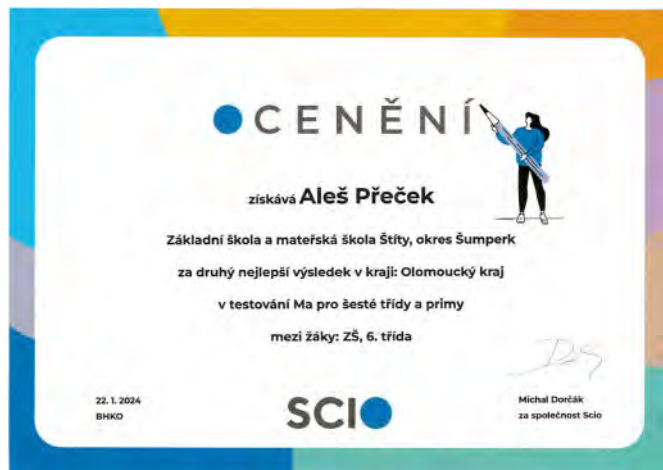 OCENĚNÍ
získává Aleš Přeček
Základní škola a mateřská škola Štíty, okres Šumperk
za druhý nejlepší výsledek v kraji: Olomoucký kraj
v testování Ma pro šesté třídy a primy
mezi žáky: ZŠ, 6. třída
22. 1. 2024
BHKO
SCIO
Michal Dorčák
za společnost Scio